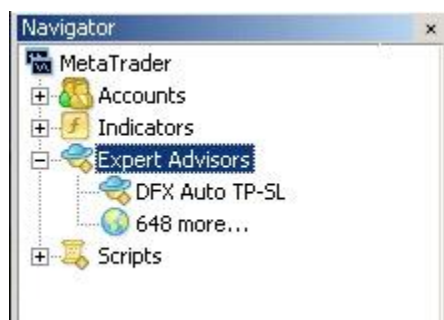 Navigator
MetaTrader
Accounts
Indicators
Expert Advisors
DFX Auto TP-SL
648 more...
Scripts